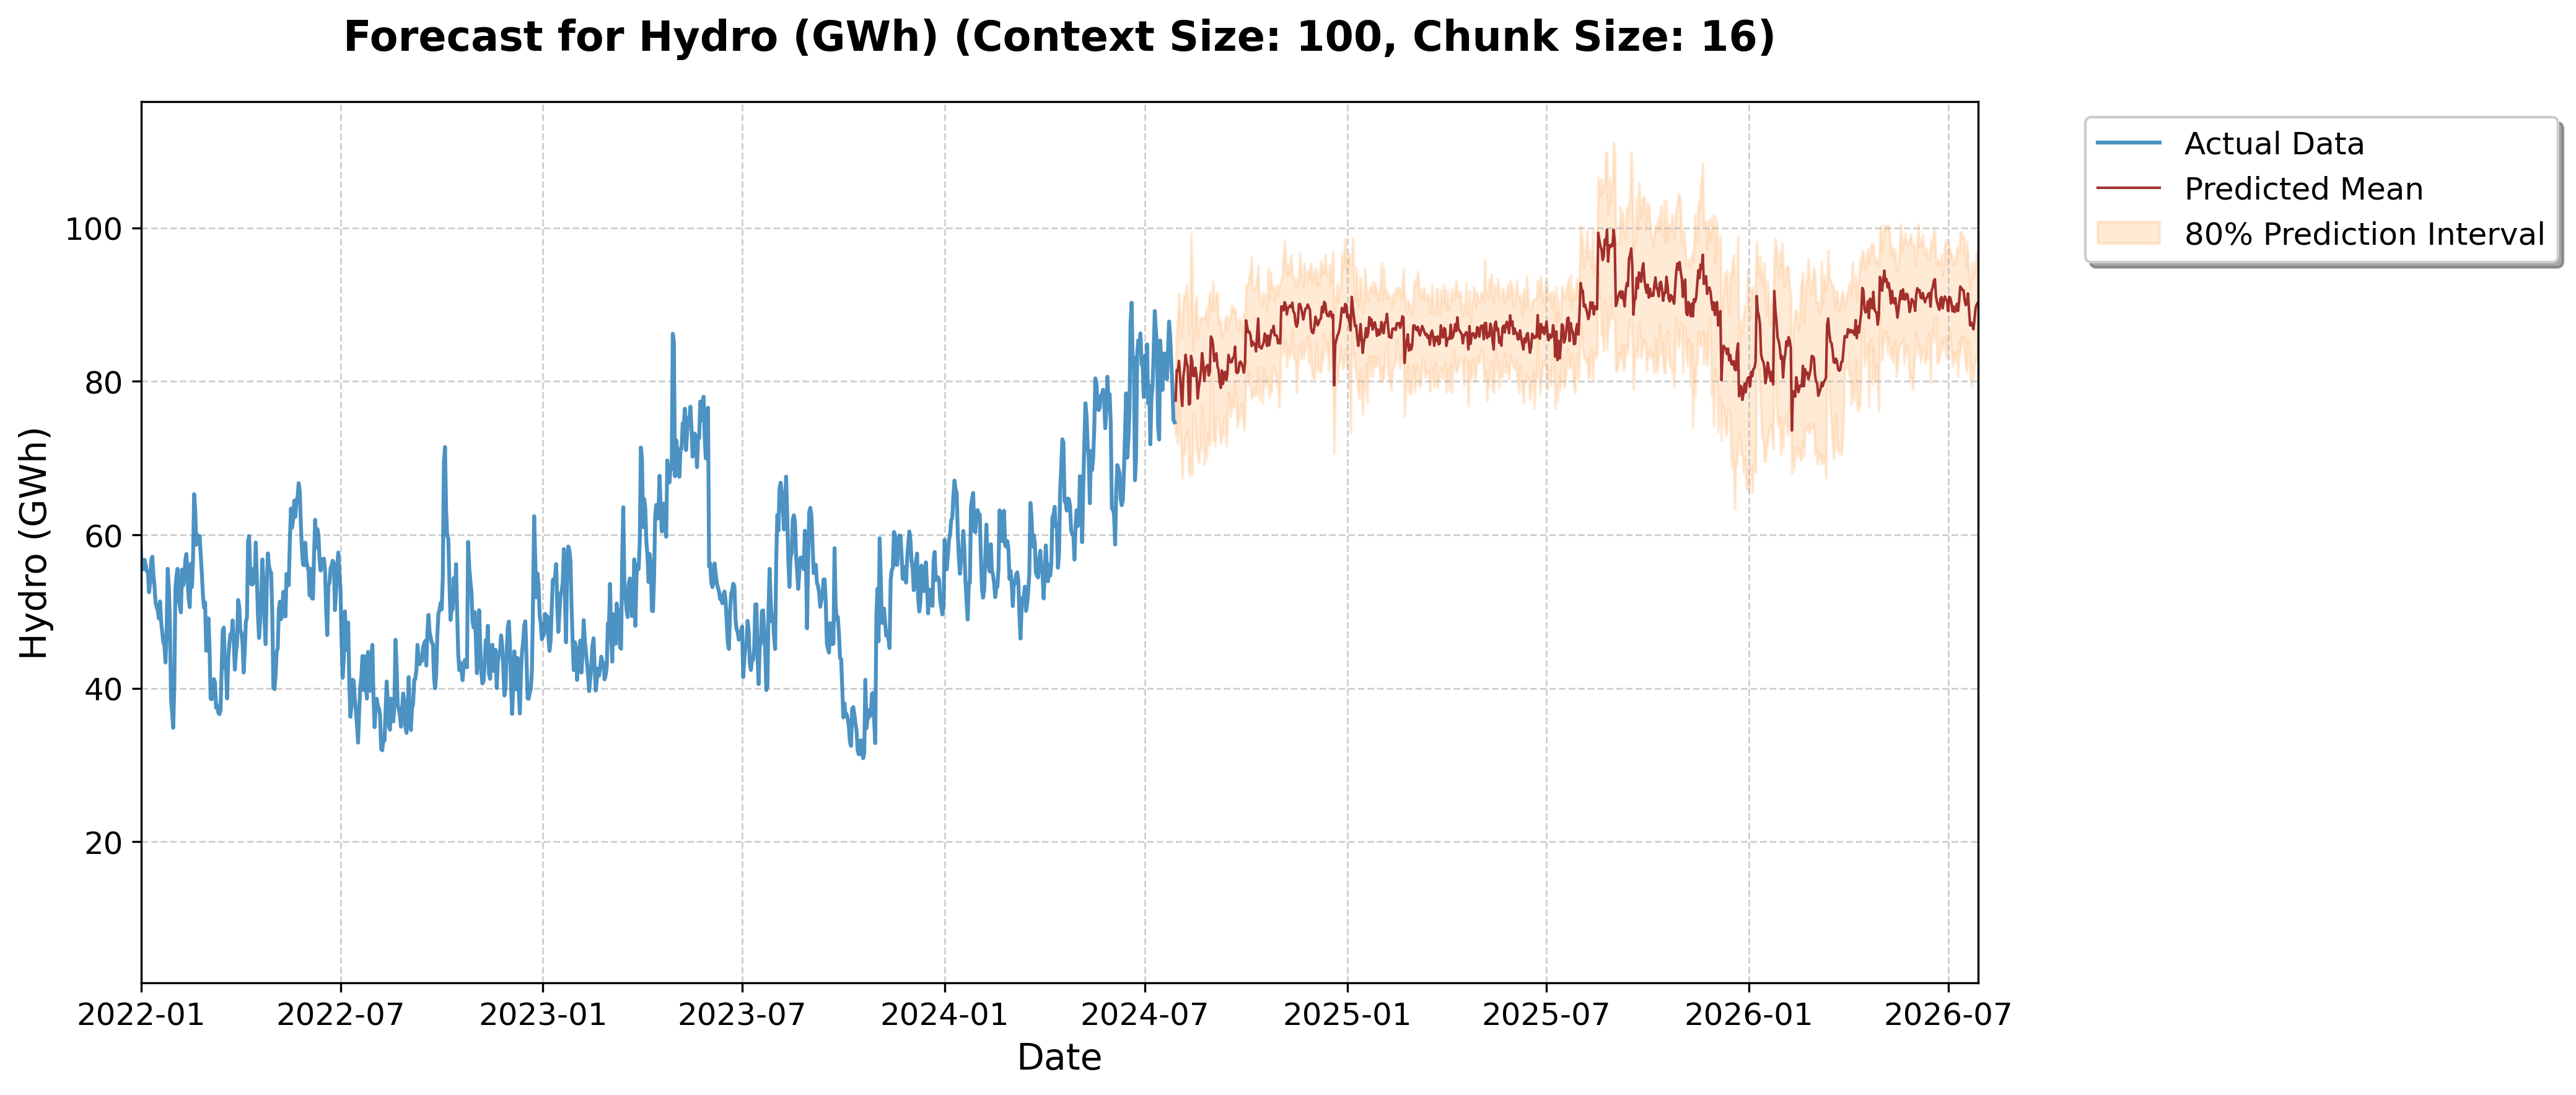 Forecast for Hydro (GWh) (Context Size: 100, Chunk Size: 16)
Actual Data
Predicted Mean
80% Prediction Interval
Hydro (GWh)
100
80
60
40
20
2022-01 2022-07 2023-01 2023-07 2024-01 2024-07 2025-01 2025-07 2026-01 2026-07
Date